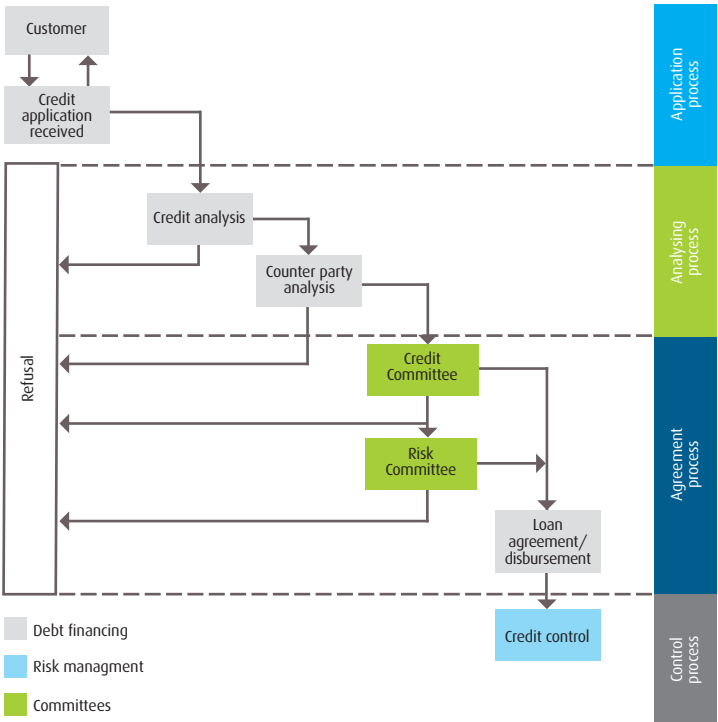 Customer
Credit
application
received
Application
process
Credit analysis
Counter party
analysis
Analysing
process
Refusal
Credit
Committee
Risk
Committee
Loan
agreement/
disbursement
Agreement
process
Credit control
Control
process
Debt financing
Risk managment
Committees